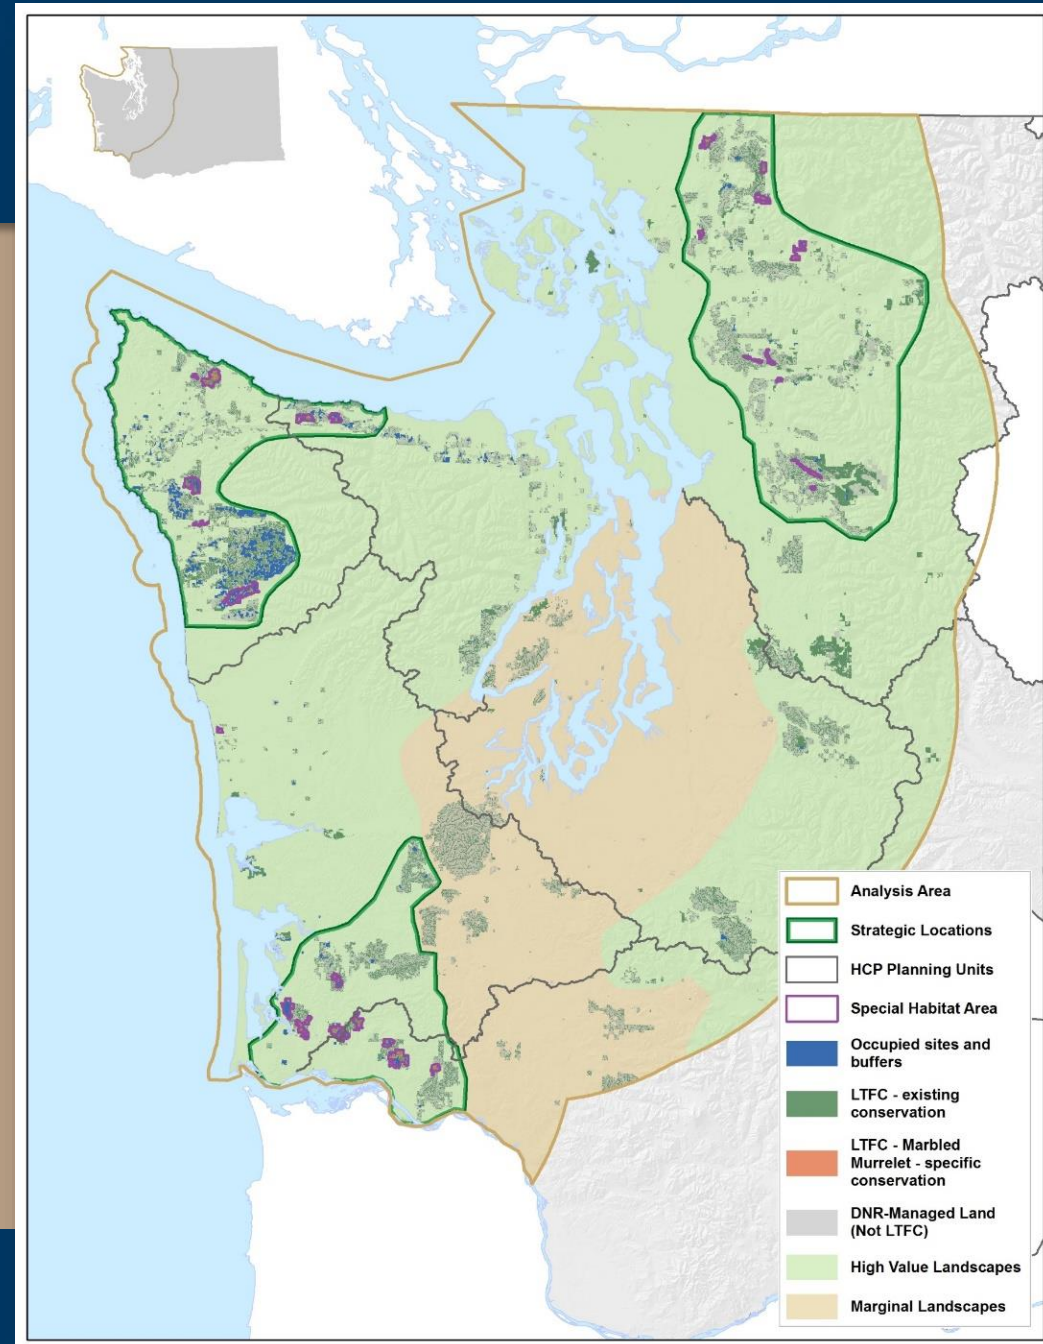 Analysis Area
Strategic Locations
HCP Planning Units
Special Habitat Area
Occupied sites and
buffers
LTFC - existing
conservation
LTFC - Marbled
Murrelet - specific
conservation
DNR-Managed Land
(Not LTFC)
High Value Landscapes
Marginal Landscapes